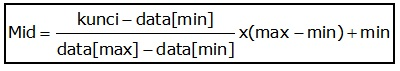 Mid = kunci – data[min] / data[max] – data[min] x(max – min) + min